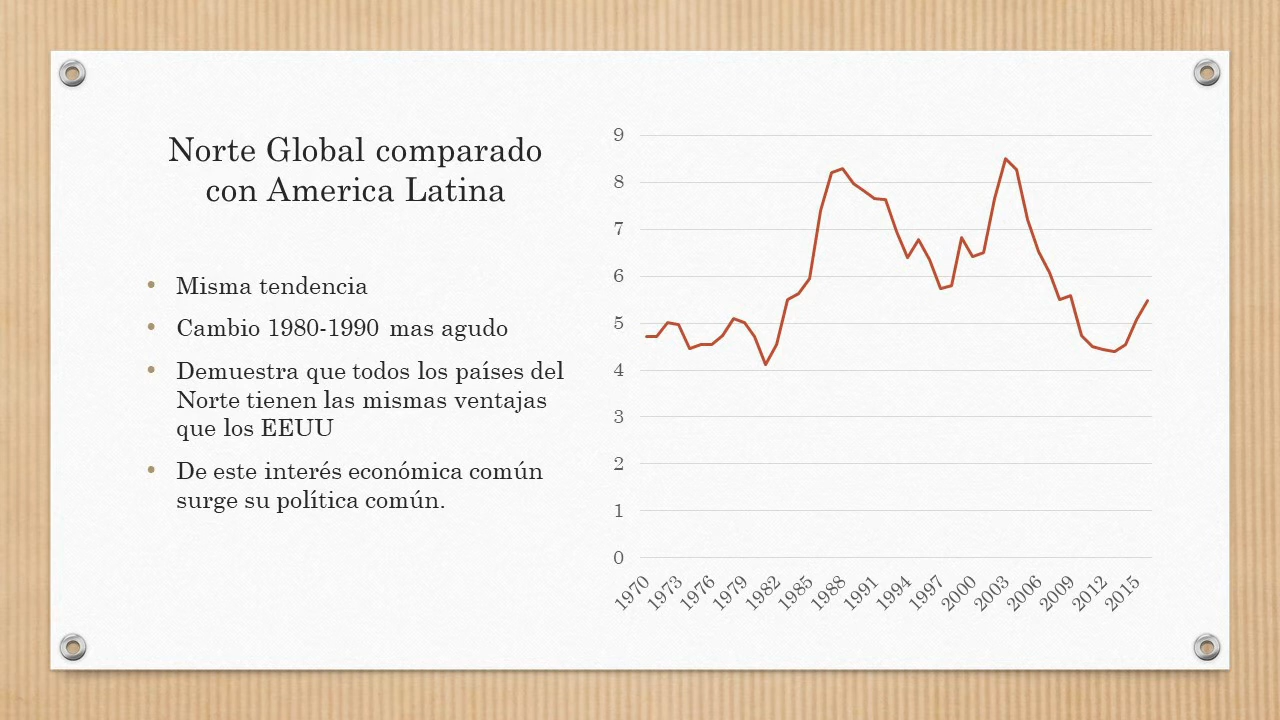 Norte Global comparado
con America Latina
• Misma tendencia
• Cambio 1980-1990 mas agudo
• Demuestra que todos los países del
Norte tienen las mismas ventajas
que los EEUU
• De este interés económica común
surge su política común.
9
8
7
6
5
4
3
2
1
0
1970 1973 1976 1979 1982 1985 1988 1991 1994 1997 2000 2003 2006 2009 2012 2015